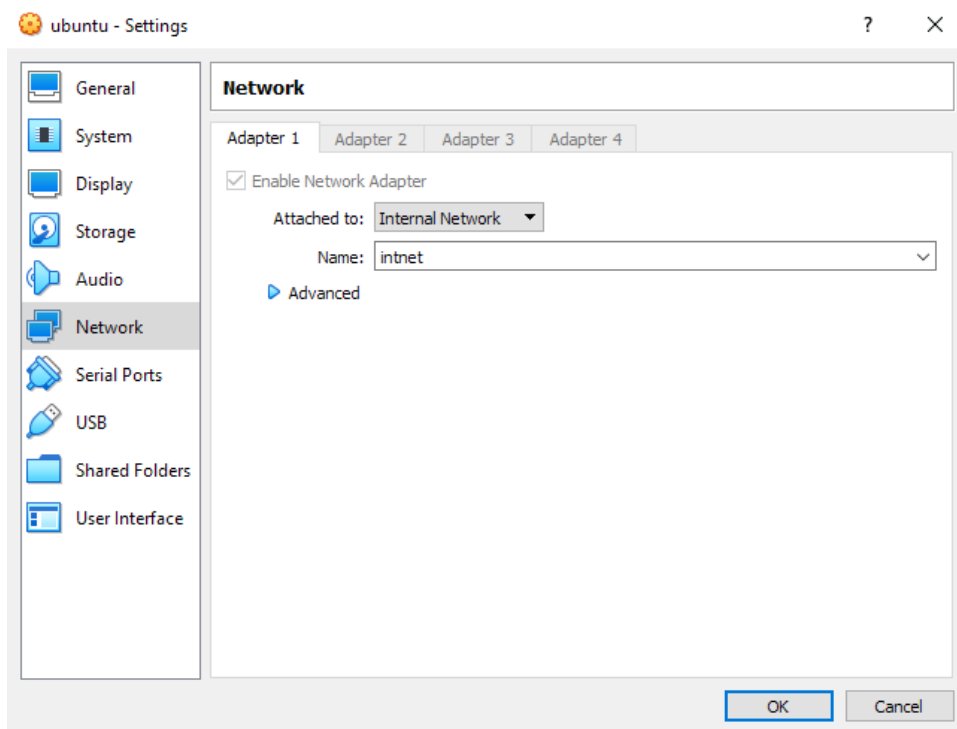 ubuntu - Settings
?
General
System
Display
Storage
Audio
Network
Serial Ports
USB
Shared Folders
User Interface
Network
Adapter 1 Adapter 2 Adapter 3 Adapter 4
Enable Network Adapter
Attached to: Internal Network
Name: intnet
Advanced
OK Cancel